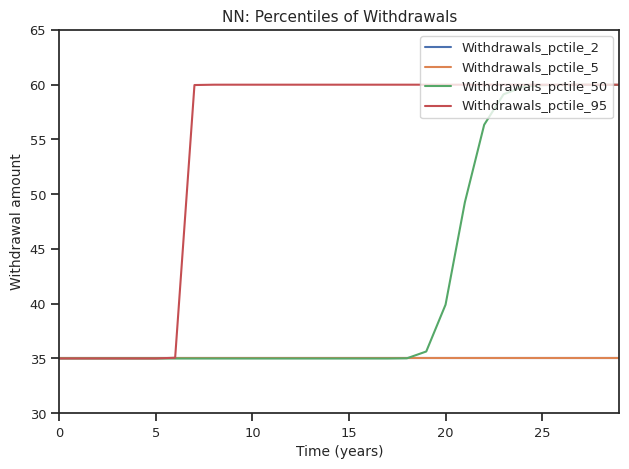 NN: Percentiles of Withdrawals
65
60
55
50
45
40
35
30
Withdrawal amount
Withdrawals_pctile_2
Withdrawals_pctile_5
Withdrawals_pctile_50
Withdrawals_pctile_95
0 5 10 15 20 25
Time (years)